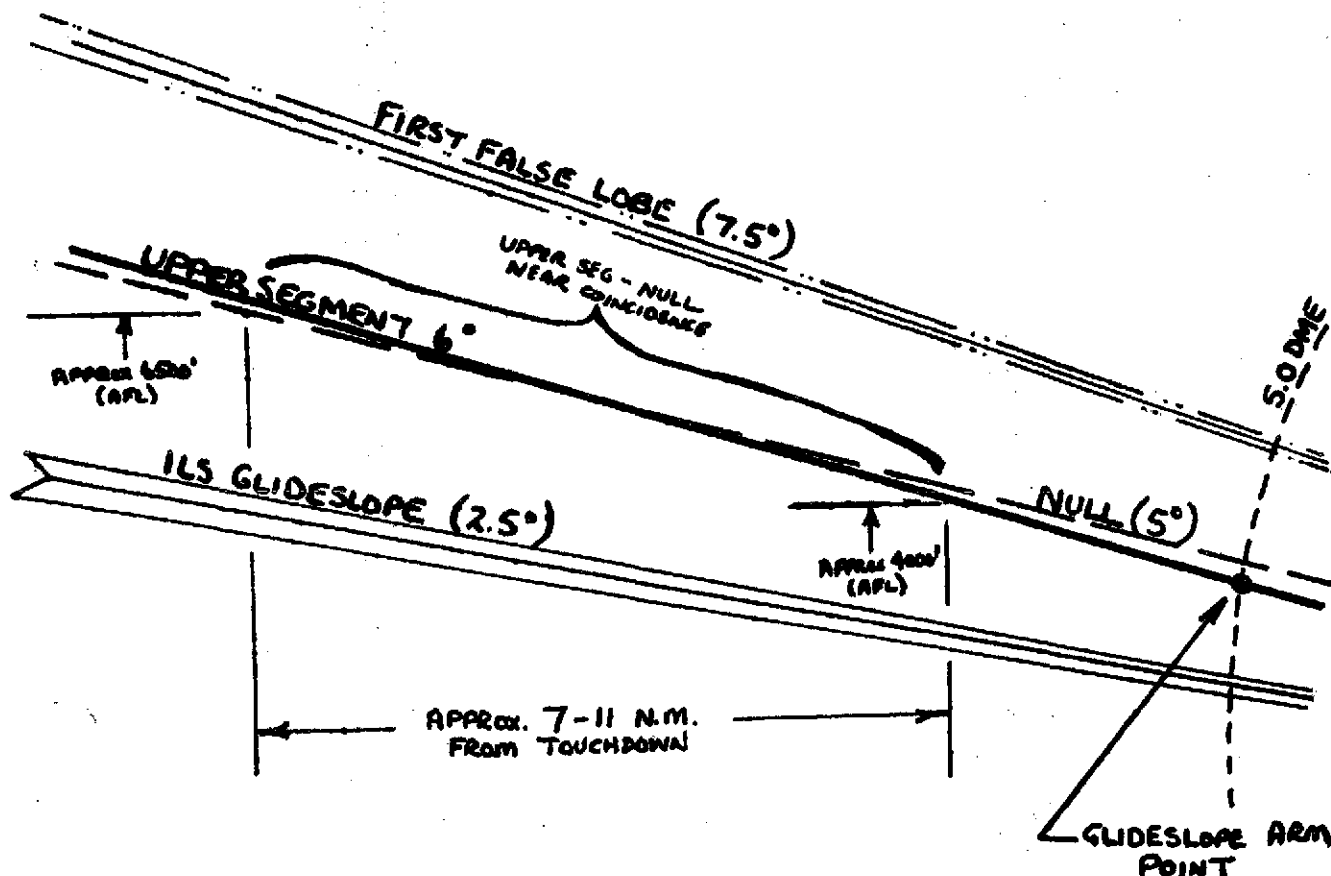 FIRST FALSE LOBE (7.5°)
UPPER SEG - NULL
NEAR COINCIDENCE
UPPER SEGMENT 6°
5.0 DME
APPROX 6500'
(AFL)
ILS GLIDESLOPE (2.5°)
NULL (5°)
APPROX 4000'
(AFL)
APPROX. 7-11 N.M.
FROM TOUCHDOWN
GLIDESLOPE ARM
POINT